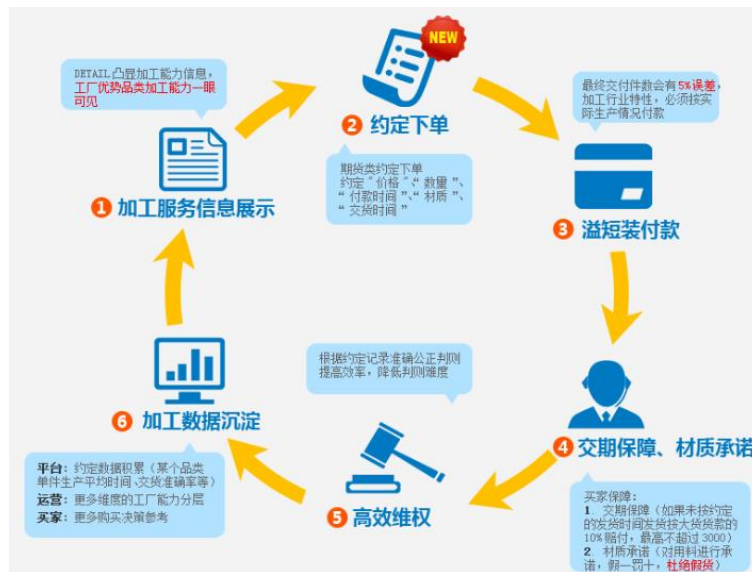 DETAIL凸显加工能力信息，
工厂优势品类加工能力一眼
可见
1 加工服务信息展示
NEW
2 约定下单
期货类约定下单
约定“价格”、“数量”、
“付款时间”、“材质”、
“交货时间”
最终交付件数会有5%误差，
加工行业特性，必须按实
际生产情况付款
3 溢短装付款
4 交期保障、材质承诺
买家保障：
1. 交期保障（如果未按约定
的发货时间发货按大货货款的
10%赔付，最高不超过3000）
2. 材质承诺（对用料进行承
诺，假一罚十，杜绝假货）
根据约定记录准确公正判则
提高效率，降低判则难度
5 高效维权
6 加工数据沉淀
平台：约定数据积累（某个品类
单件生产平均时间、交货准确率等）
运营：更多维度的工厂能力分层
买家：更多购买决策参考